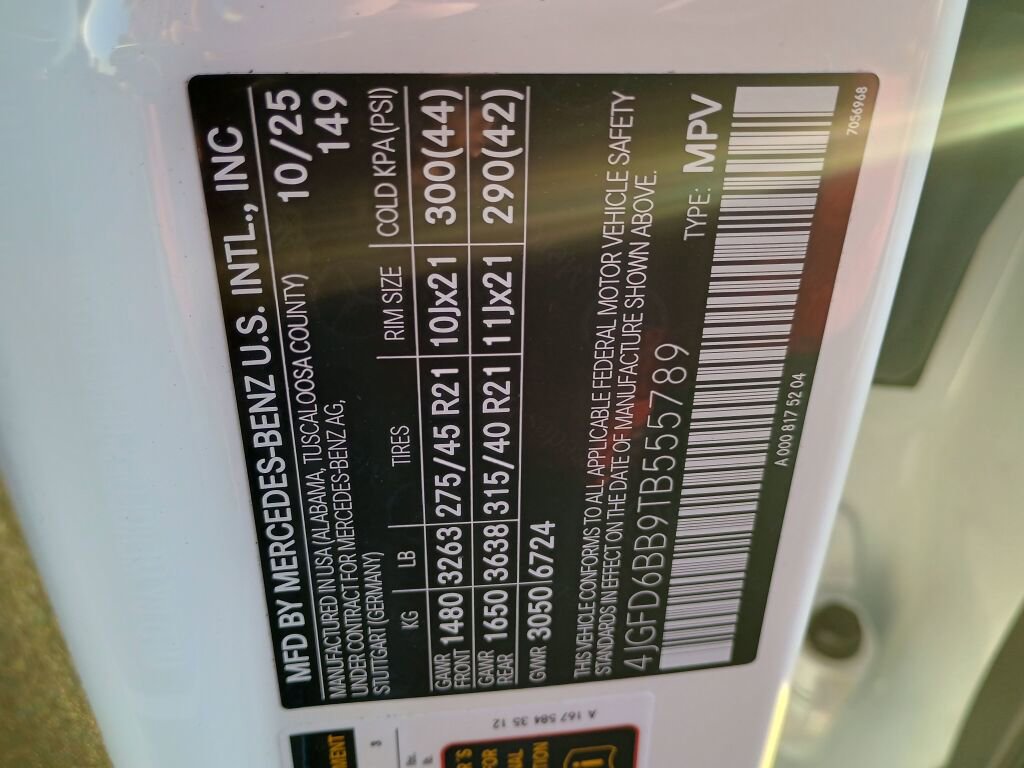 MFD BY MERCEDES-BENZ U.S. INTL., INC
MANUFACTURED IN USA (ALABAMA, TUSCALOOSA COUNTY) 10/25
UNDER CONTRACT FOR MERCEDES-BENZ AG, 149
STUTTGART (GERMANY)
KG LB TIRES RIM SIZE COLD KPA (PSI)
GAWR FRONT 1480 3263 275/45 R21 10Jx21 300(44)
GAWR REAR 1650 3638 315/40 R21 11Jx21 290(42)
GVWR 3050 6724
THIS VEHICLE CONFORMS TO ALL APPLICABLE FEDERAL MOTOR VEHICLE SAFETY
STANDARDS IN EFFECT ON THE DATE OF MANUFACTURE SHOWN ABOVE.
4JGFD6BB9TB555789 TYPE: MPV
A 000 817 52 04
7056968
A 167 584 35 12